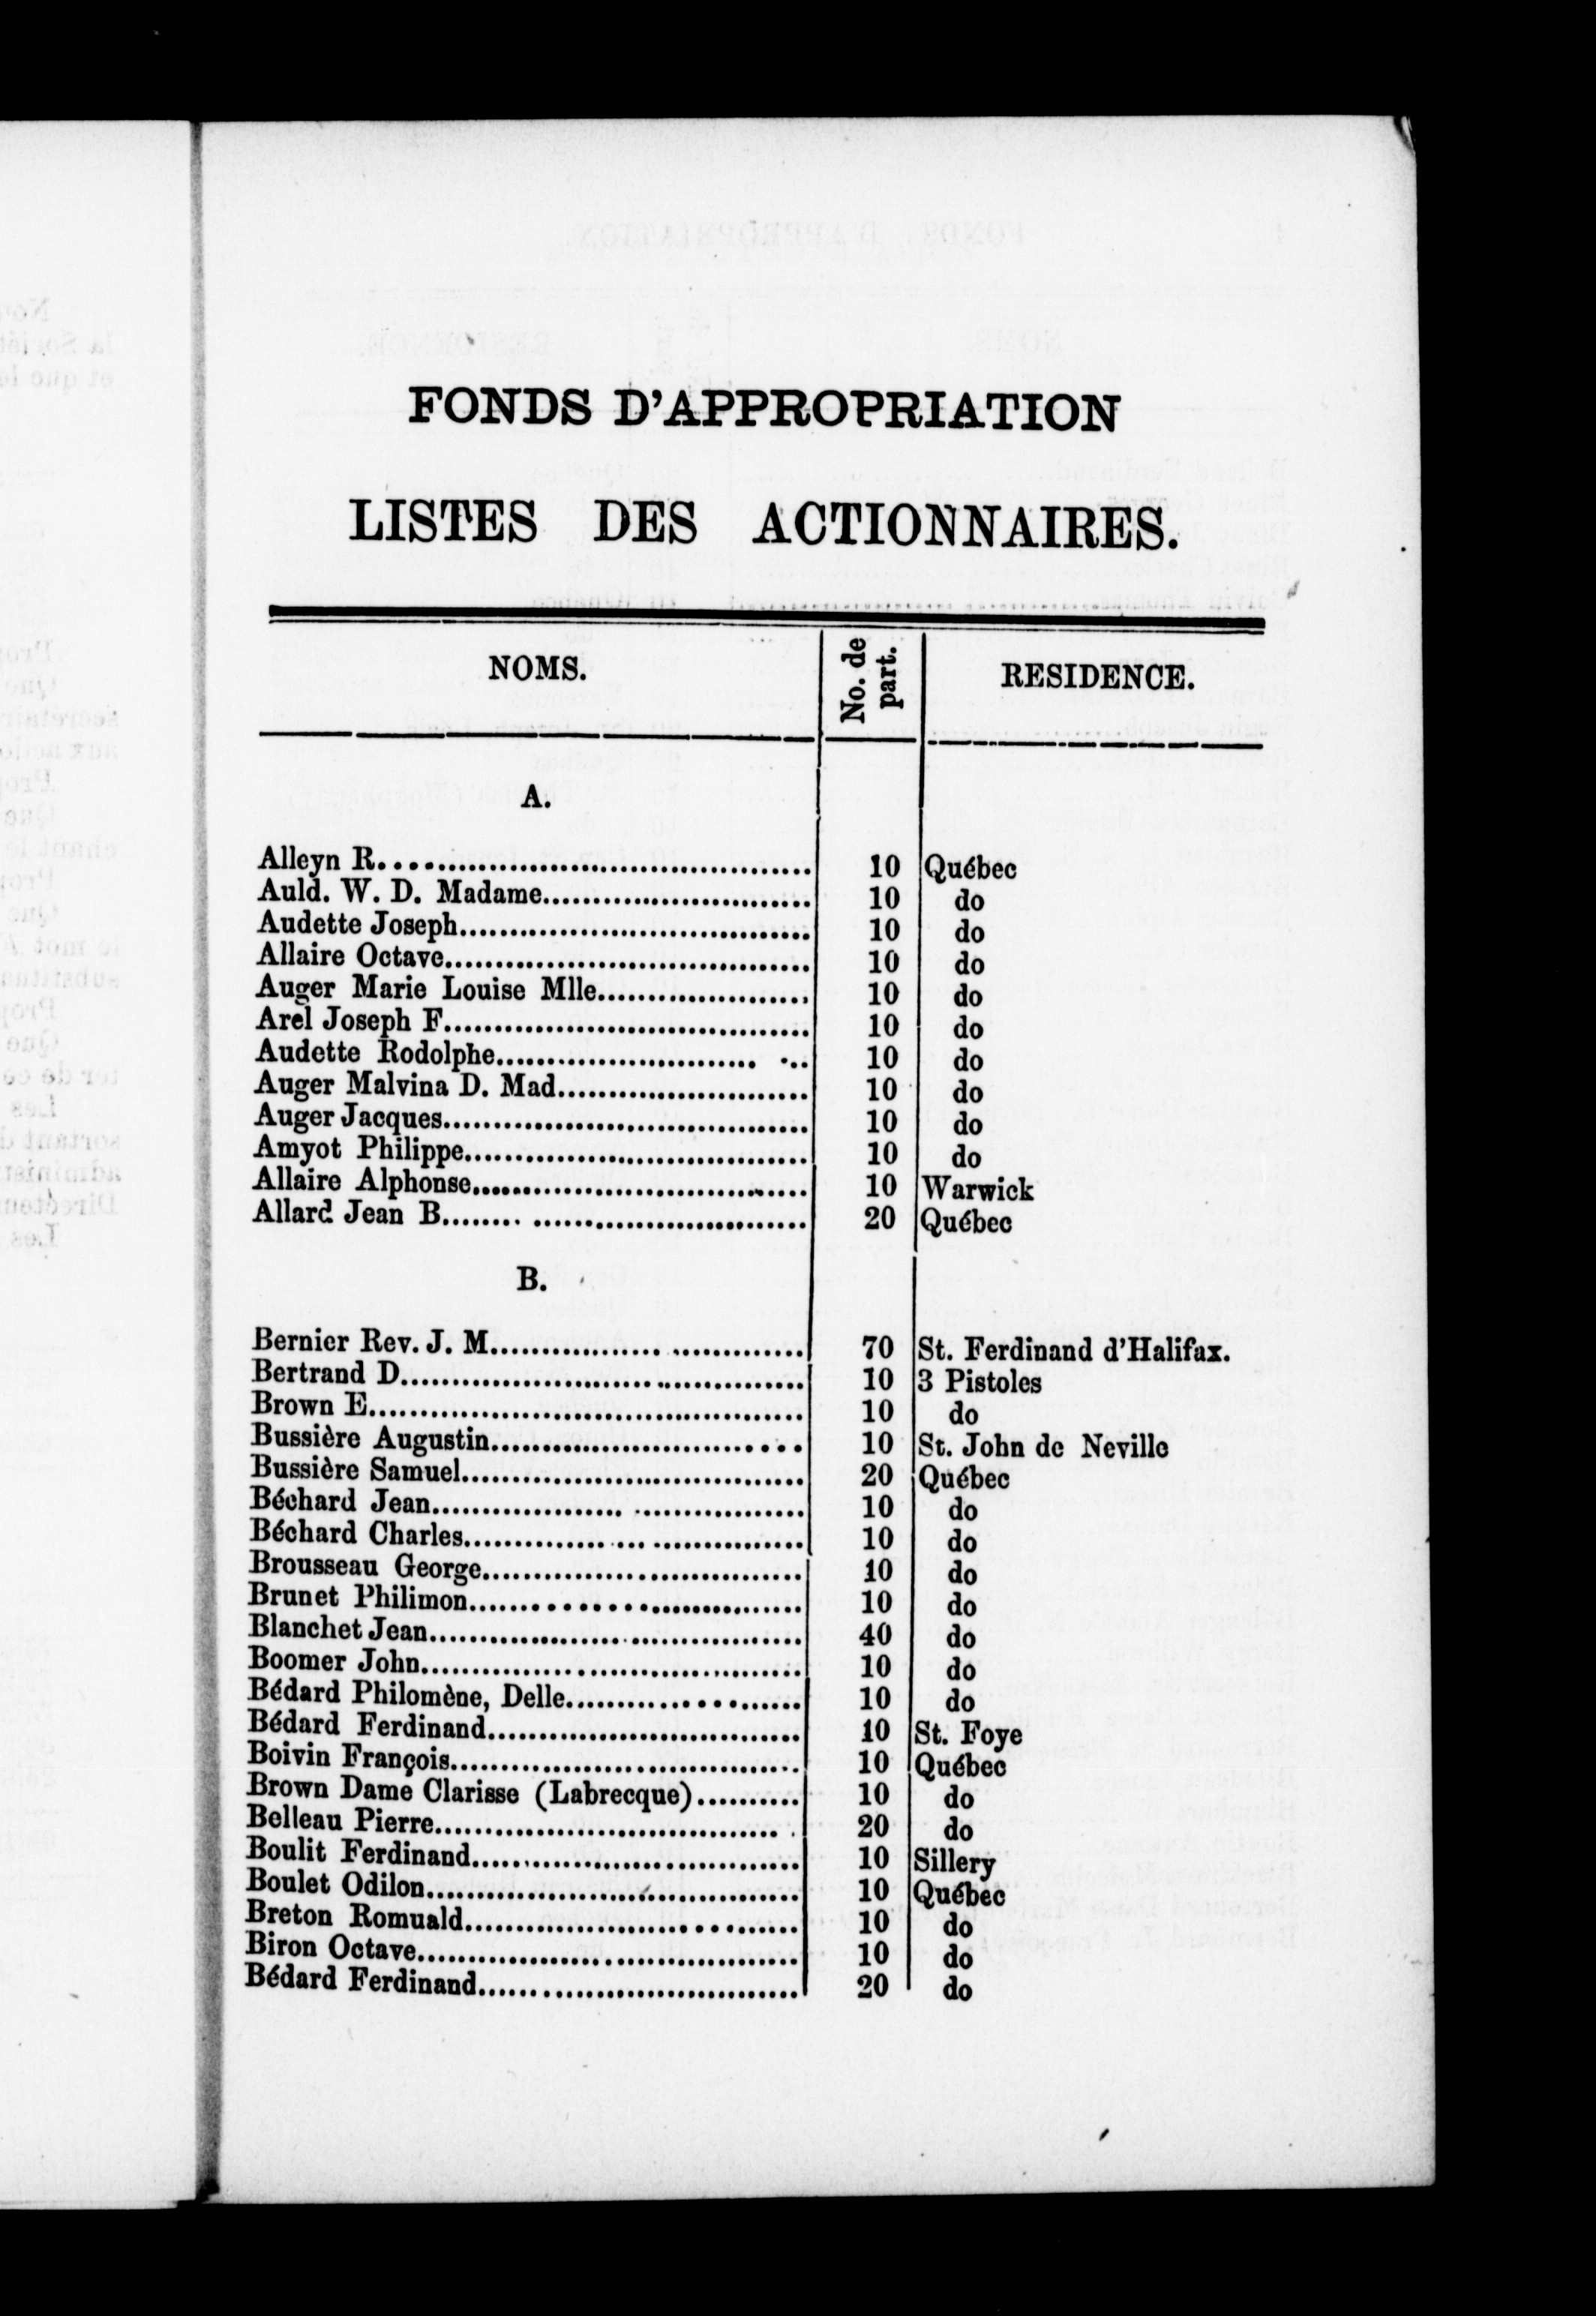 FONDS D'APPROPRIATION
LISTES DES ACTIONNAIRES.
NOMS. No. de part. RESIDENCE.
A.
Alleyn R. 10 Québec
Auld. W. D. Madame 10 do
Audette Joseph 10 do
Allaire Octave 10 do
Auger Marie Louise Mlle 10 do
Arel Joseph F 10 do
Audette Rodolphe 10 do
Auger Malvina D. Mad 10 do
Auger Jacques 10 do
Amyot Philippe 10 do
Allaire Alphonse 10 Warwick
Allard Jean B 20 Québec
B.
Bernier Rev. J. M 70 St. Ferdinand d'Halifax.
Bertrand D 10 3 Pistoles
Brown E 10 do
Bussière Augustin 10 St. John de Neville
Bussière Samuel 20 Québec
Béchard Jean 10 do
Béchard Charles 10 do
Brousseau George 10 do
Brunet Philimon 10 do
Blanchet Jean 40 do
Boomer John 10 do
Bédard Philomène, Delle 10 do
Bédard Ferdinand 10 St. Foye
Boivin François 10 Québec
Brown Dame Clarisse (Labrecque) 10 do
Belleau Pierre 20 do
Boulit Ferdinand 10 Sillery
Boulet Odilon 10 Québec
Breton Romuald 10 do
Biron Octave 10 do
Bédard Ferdinand 20 do